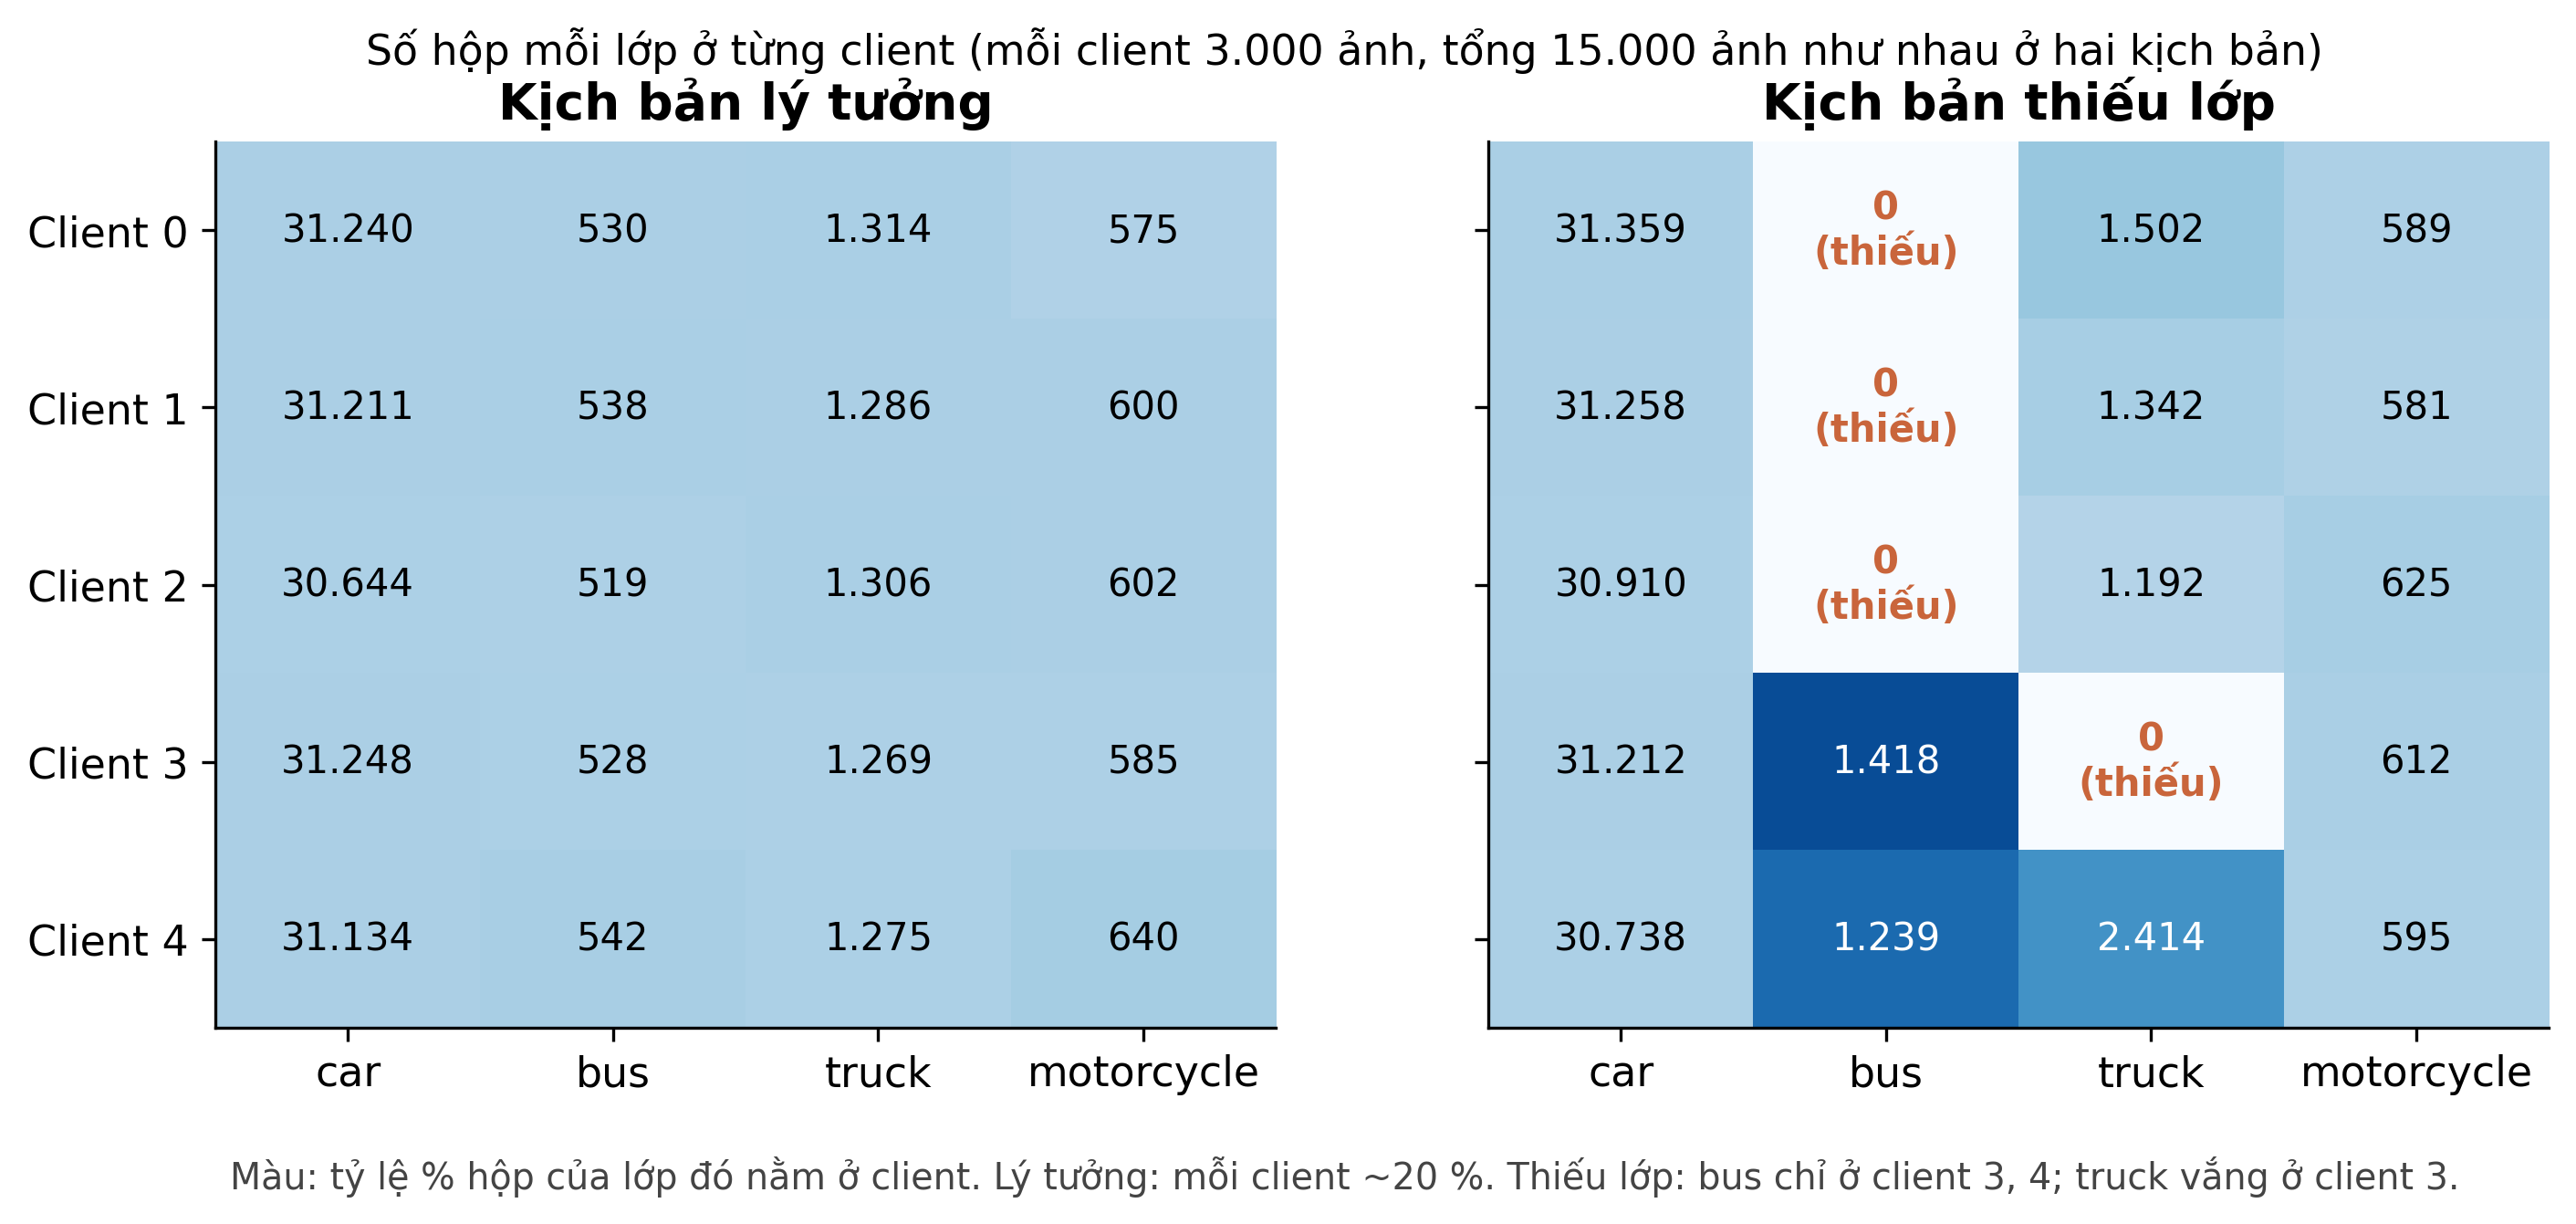 Số hộp mỗi lớp ở từng client (mỗi client 3.000 ảnh, tổng 15.000 ảnh như nhau ở hai kịch bản)
Kịch bản lý tưởng
Client 0 31.240 530 1.314 575
Client 1 31.211 538 1.286 600
Client 2 30.644 519 1.306 602
Client 3 31.248 528 1.269 585
Client 4 31.134 542 1.275 640
car bus truck motorcycle
Kịch bản thiếu lớp
31.359 0 (thiếu) 1.502 589
31.258 0 (thiếu) 1.342 581
30.910 0 (thiếu) 1.192 625
31.212 1.418 0 (thiếu) 612
30.738 1.239 2.414 595
car bus truck motorcycle
Màu: tỷ lệ % hộp của lớp đó nằm ở client. Lý tưởng: mỗi client ~20 %. Thiếu lớp: bus chỉ ở client 3, 4; truck vắng ở client 3.